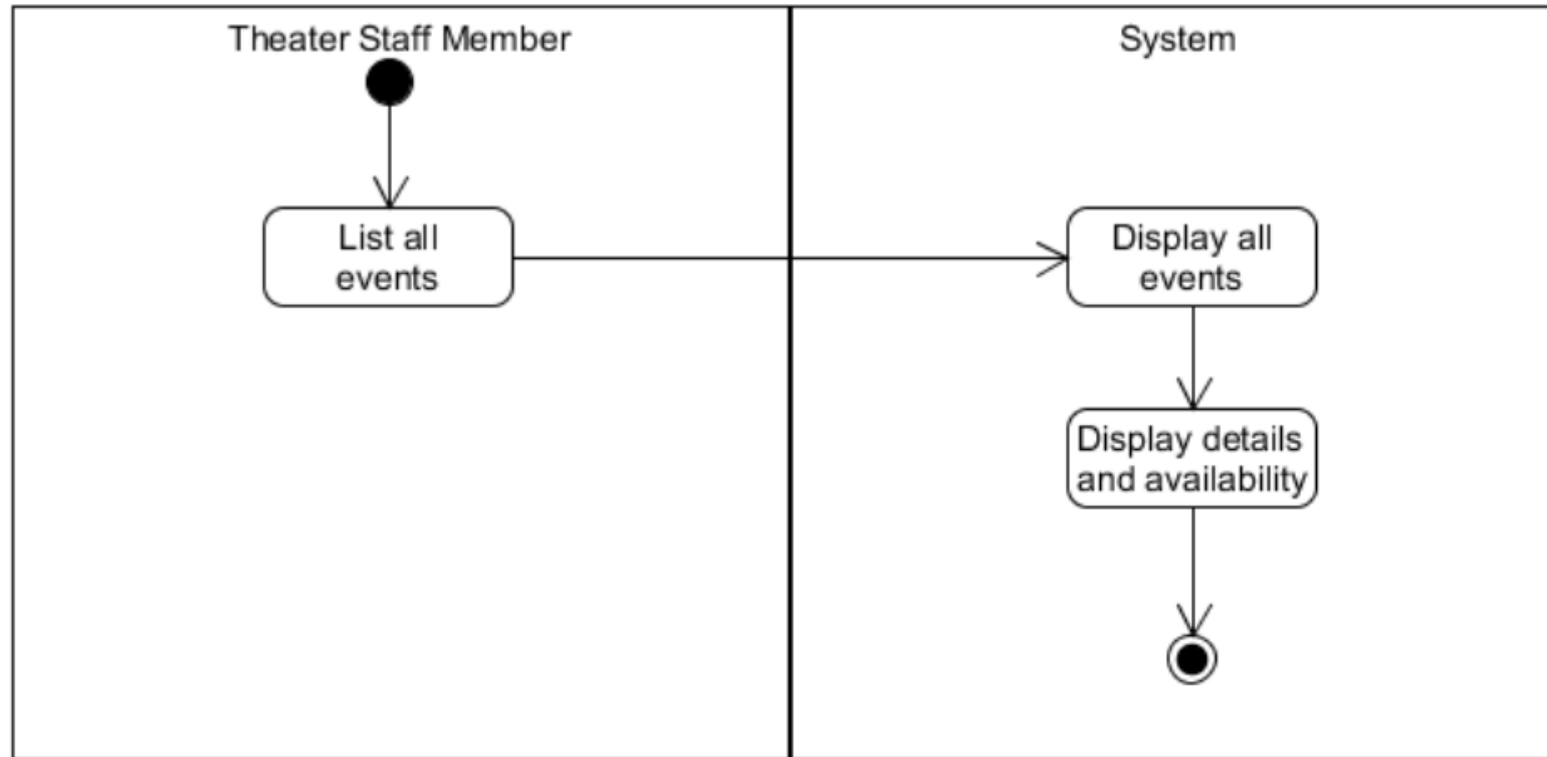 Theater Staff Member
System
List all
events
Display all
events
Display details
and availability